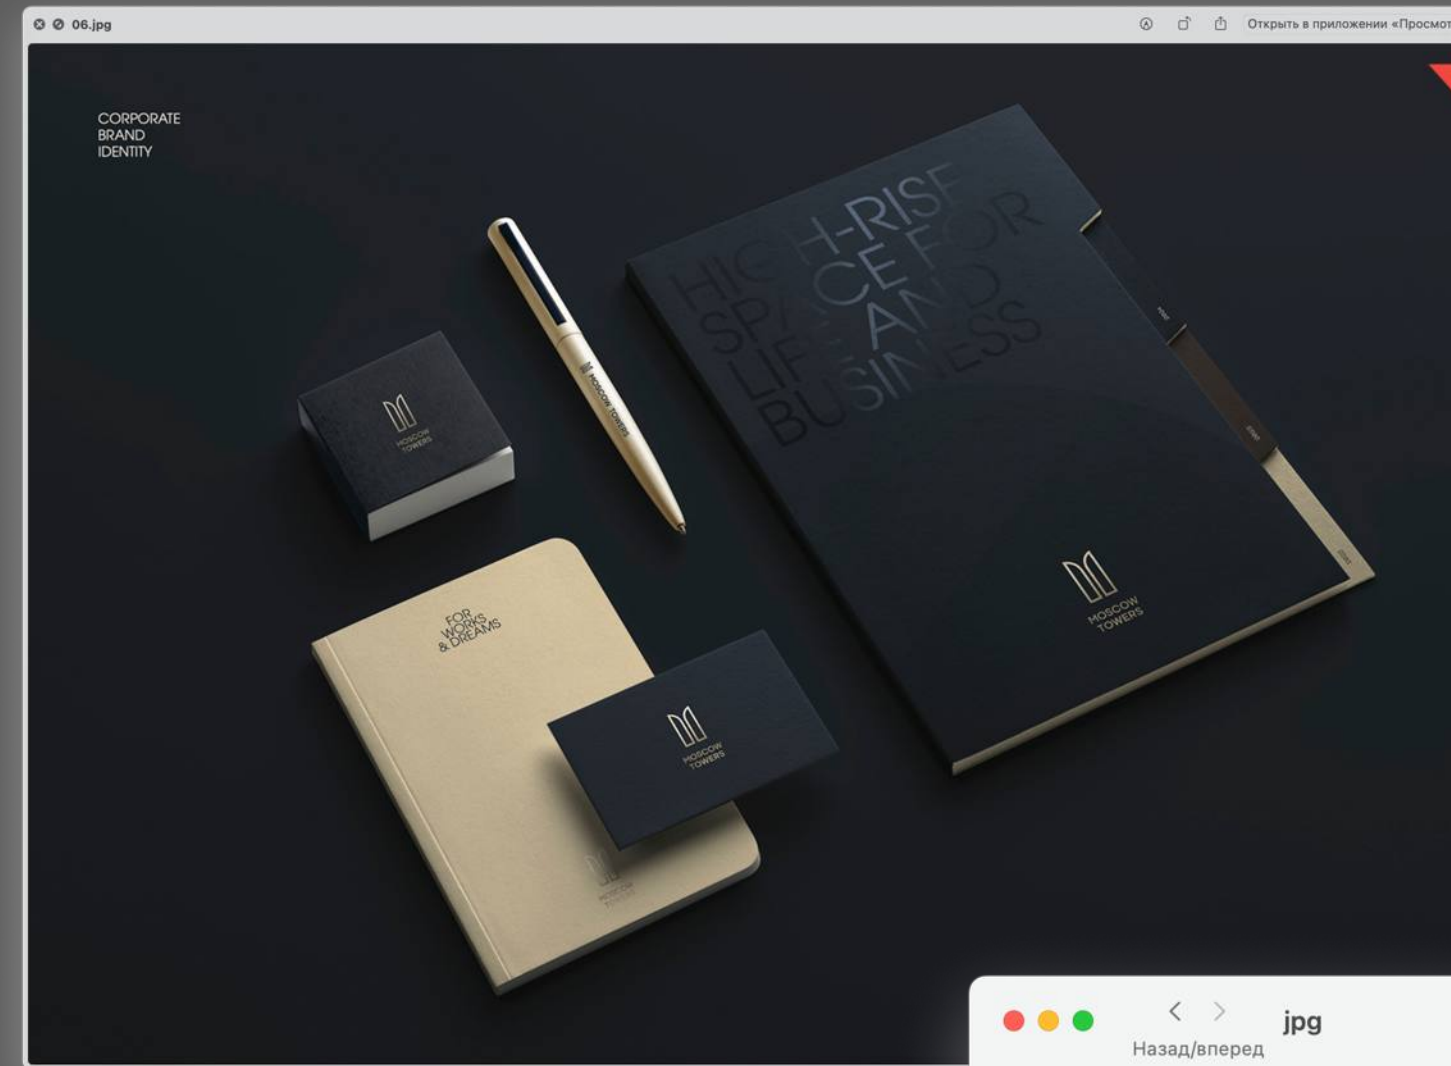 06.jpg
Открыть в приложении «Просмот
CORPORATE
BRAND
IDENTITY
HIGH-RISE
SPACE FOR
LIFE AND
BUSINESS
MOSCOW TOWERS
MOSCOW
TOWERS
MOSCOW
TOWERS
FOR
WORKS
& DREAMS
MOSCOW
TOWERS
MOSCOW
TOWERS
jpg
Назад/вперед